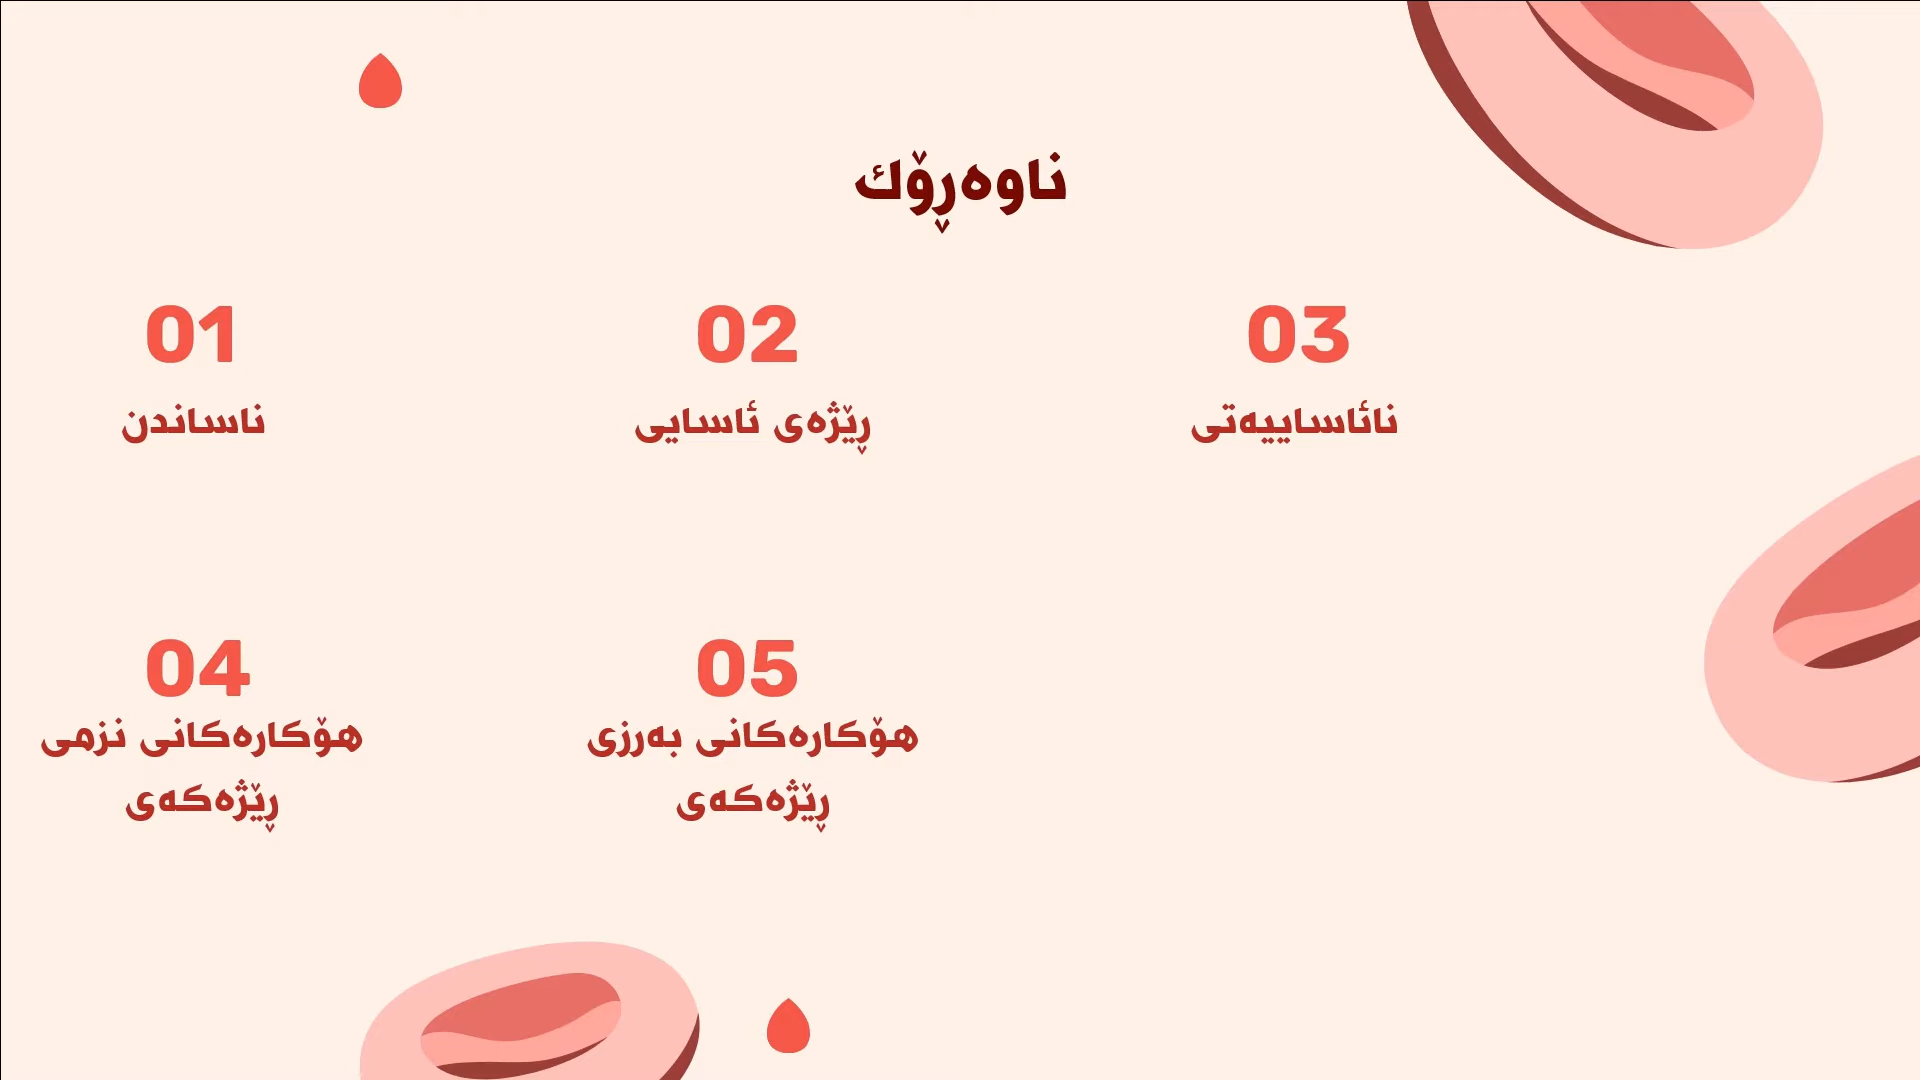 ناوەڕۆك
01
ناساندن
02
ڕێژەی ئاسایی
03
نائاساییەتی
04
هۆکارەکانی نزمی
ڕێژەکەی
05
هۆکارەکانی بەرزی
ڕێژەکەی